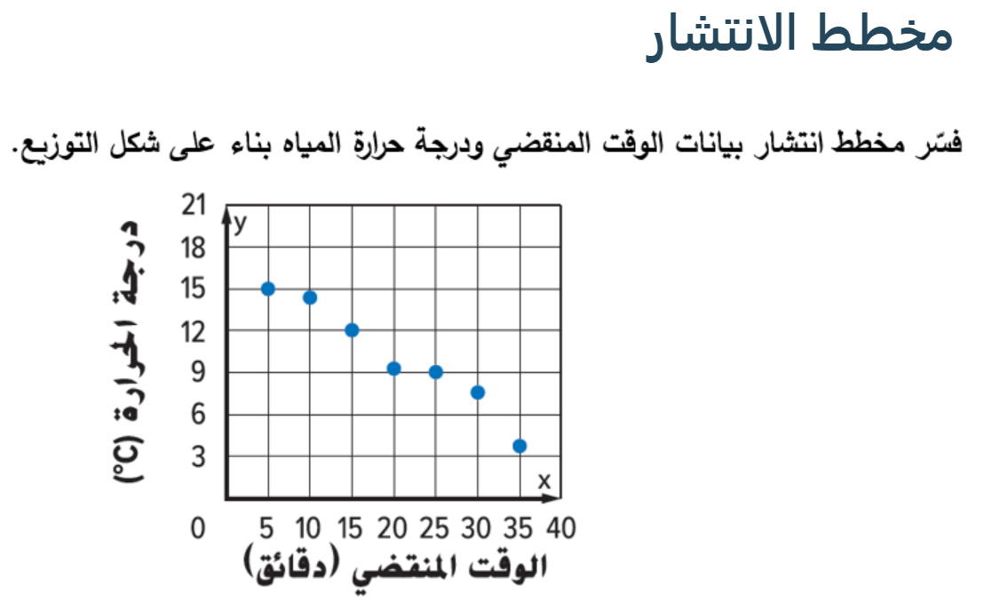 مخطط الانتشار
فسّر مخطط انتشار بيانات الوقت المنقضي ودرجة حرارة المياه بناء على شكل التوزيع.
درجة الحرارة (°C)
21
y
18
15
12
9
6
3
x
0 5 10 15 20 25 30 35 40
الوقت المنقضي (دقائق)